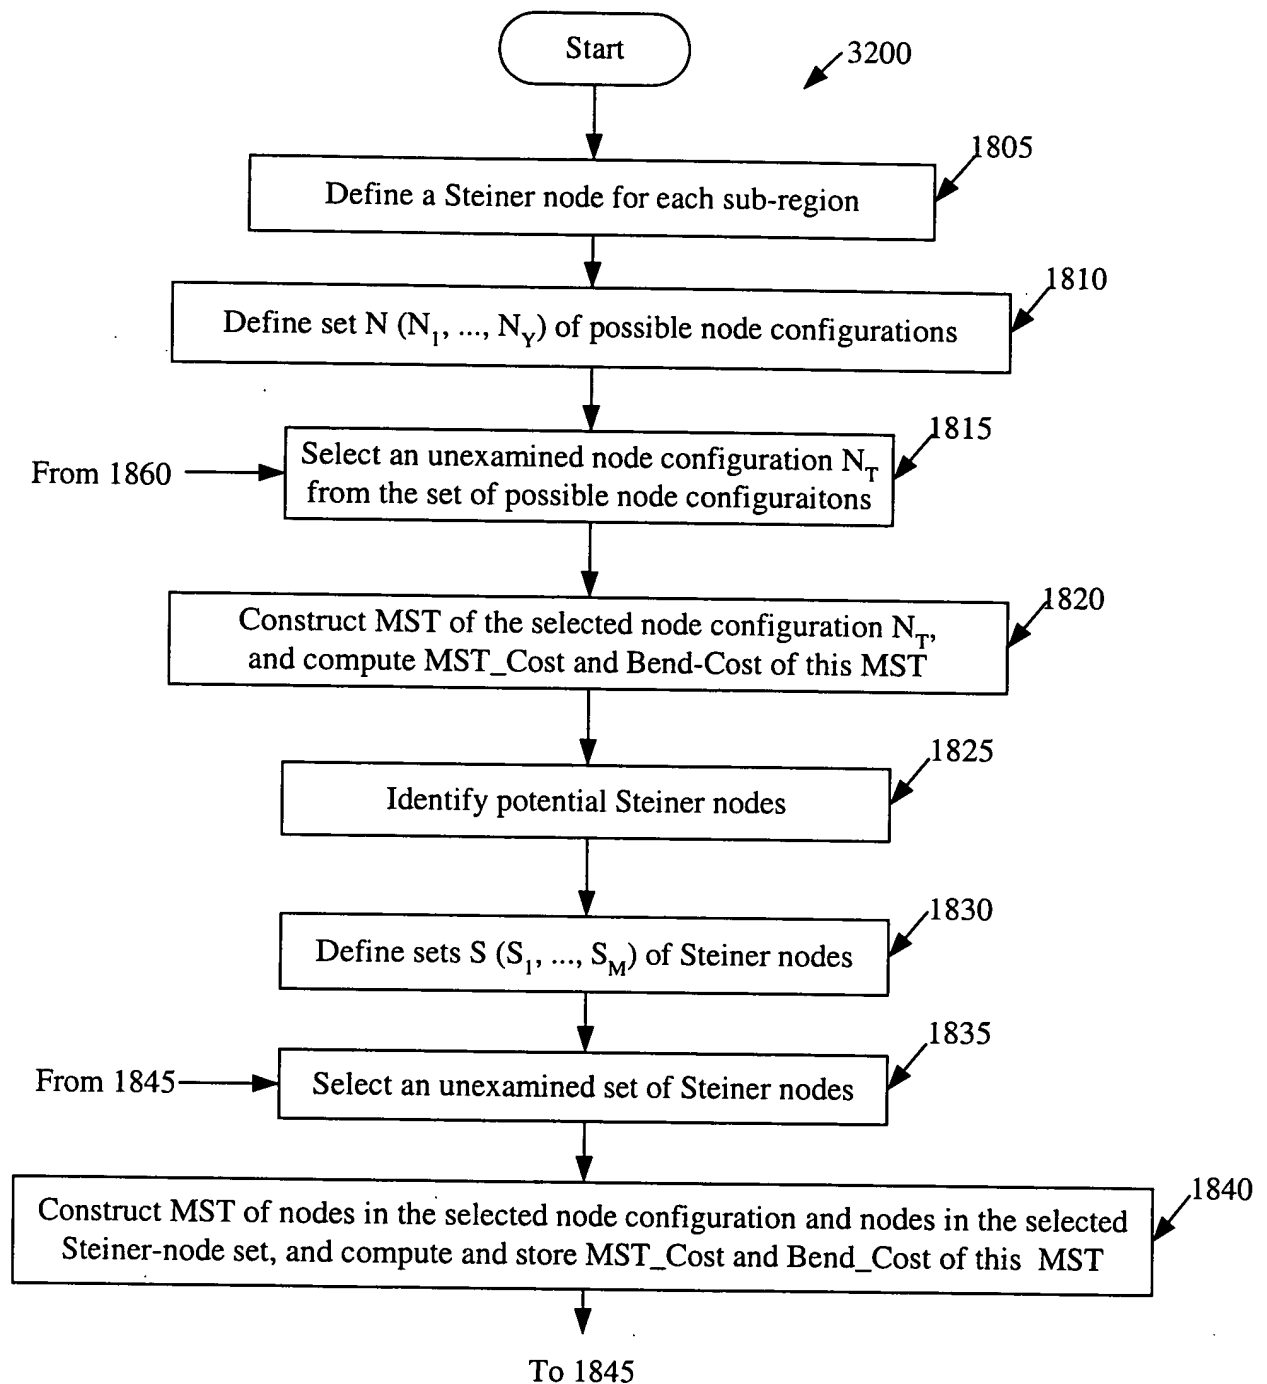 Start
3200
1805
Define a Steiner node for each sub-region
1810
Define set N (N1, ..., NY) of possible node configurations
1815
Select an unexamined node configuration NT
From 1860
from the set of possible node configuraitons
1820
Construct MST of the selected node configuration NT,
and compute MST_Cost and Bend-Cost of this MST
1825
Identify potential Steiner nodes
1830
Define sets S (S1, ..., SM) of Steiner nodes
1835
From 1845
Select an unexamined set of Steiner nodes
1840
Construct MST of nodes in the selected node configuration and nodes in the selected
Steiner-node set, and compute and store MST_Cost and Bend_Cost of this MST
To 1845